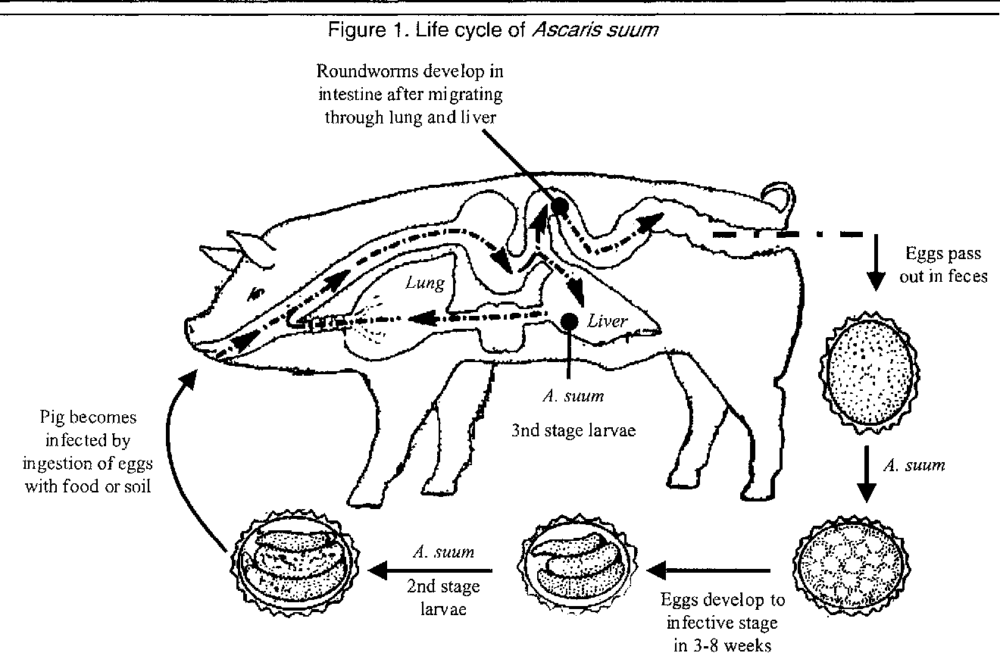 Figure 1. Life cycle of Ascaris suum
Roundworms develop in
intestine after migrating
through lung and liver
Lung
Liver
A. suum
3nd stage larvae
Eggs pass
out in feces
A. suum
Eggs develop to
infective stage
in 3-8 weeks
A. suum
2nd stage
larvae
Pig becomes
infected by
ingestion of eggs
with food or soil